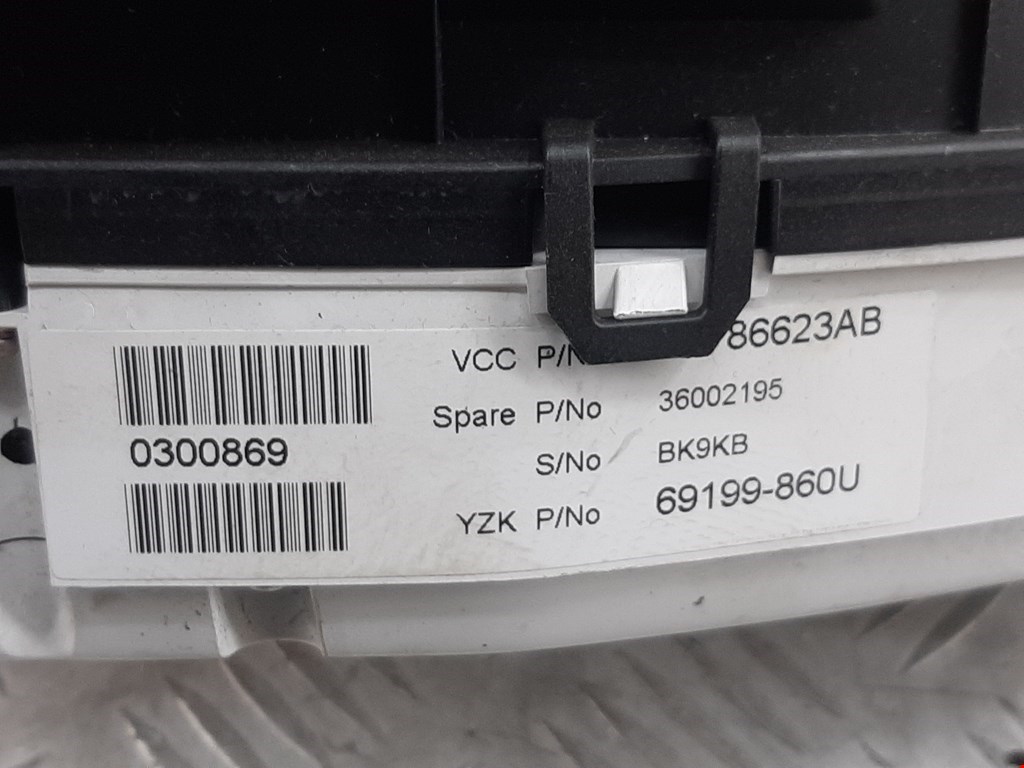 VCC P/N 86623AB
Spare P/No 36002195
0300869
S/No BK9KB
YZK P/No 69199-860U